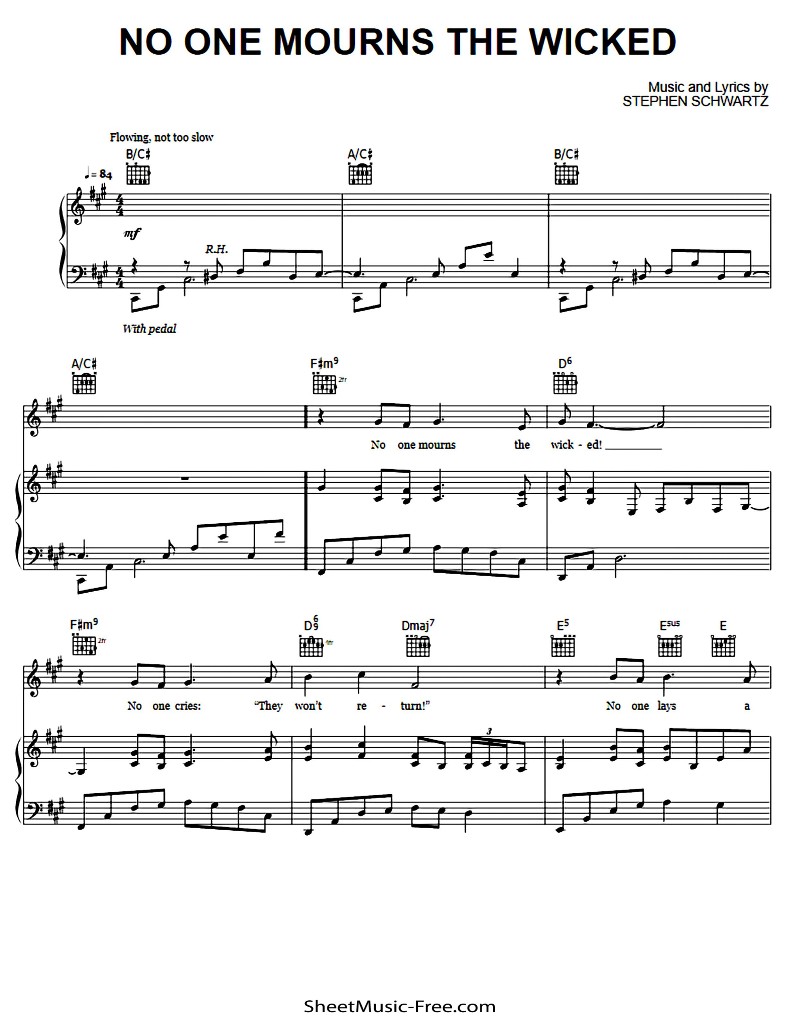 NO ONE MOURNS THE WICKED
Music and Lyrics by
STEPHEN SCHWARTZ
Flowing, not too slow
B/C♯ A/C♯ B/C♯
♩ = 84
mf
R.H.
With pedal
A/C♯ F♯m9 D6
2fr
No one mourns the wick - ed!
F♯m9 D6/9 Dmaj7 E5 Esus E
2fr 4fr
No one cries: “They won’t re - turn!” No one lays a
3
SheetMusic-Free.com